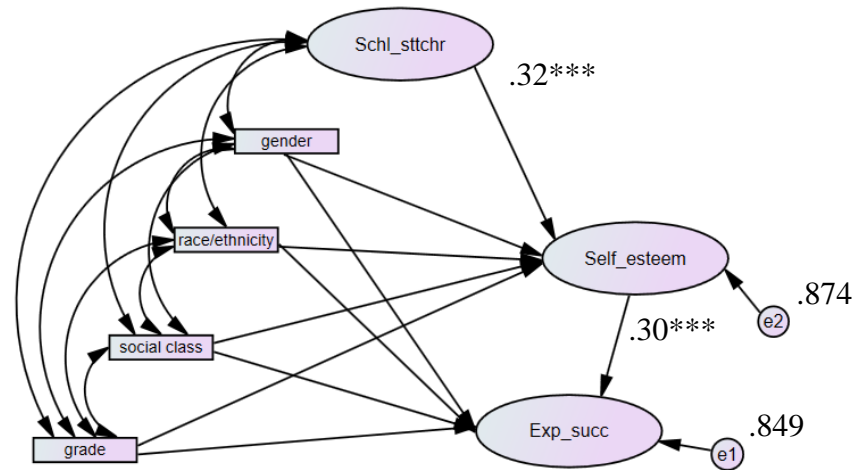 Schl_sttchr
.32***
gender
race/ethnicity
Self_esteem
.874
e2
.30***
social class
Exp_succ
.849
e1
grade